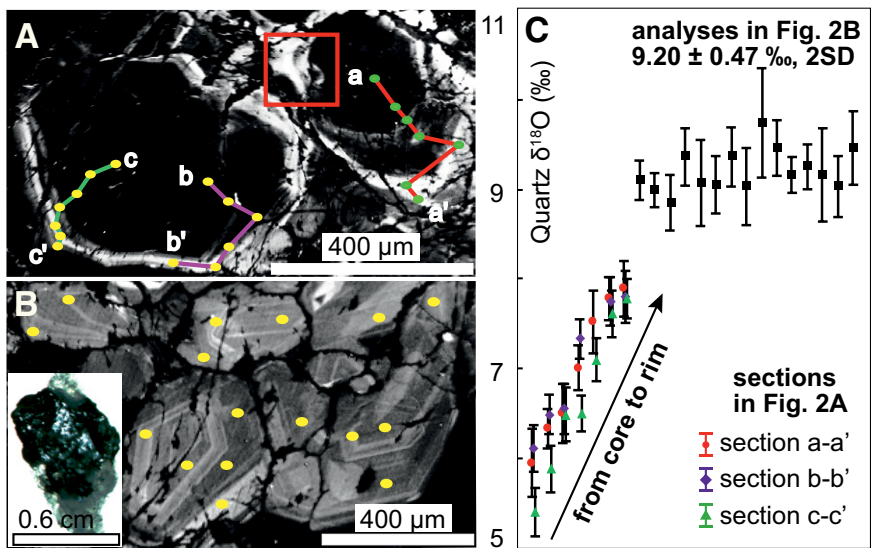 A
a
a'
b
b'
c
c'
400 µm
B
0.6 cm
400 µm
C
11
9
7
5
Quartz δ¹⁸O (‰)
analyses in Fig. 2B
9.20 ± 0.47 ‰, 2SD
from core to rim
sections
in Fig. 2A
section a-a'
section b-b'
section c-c'